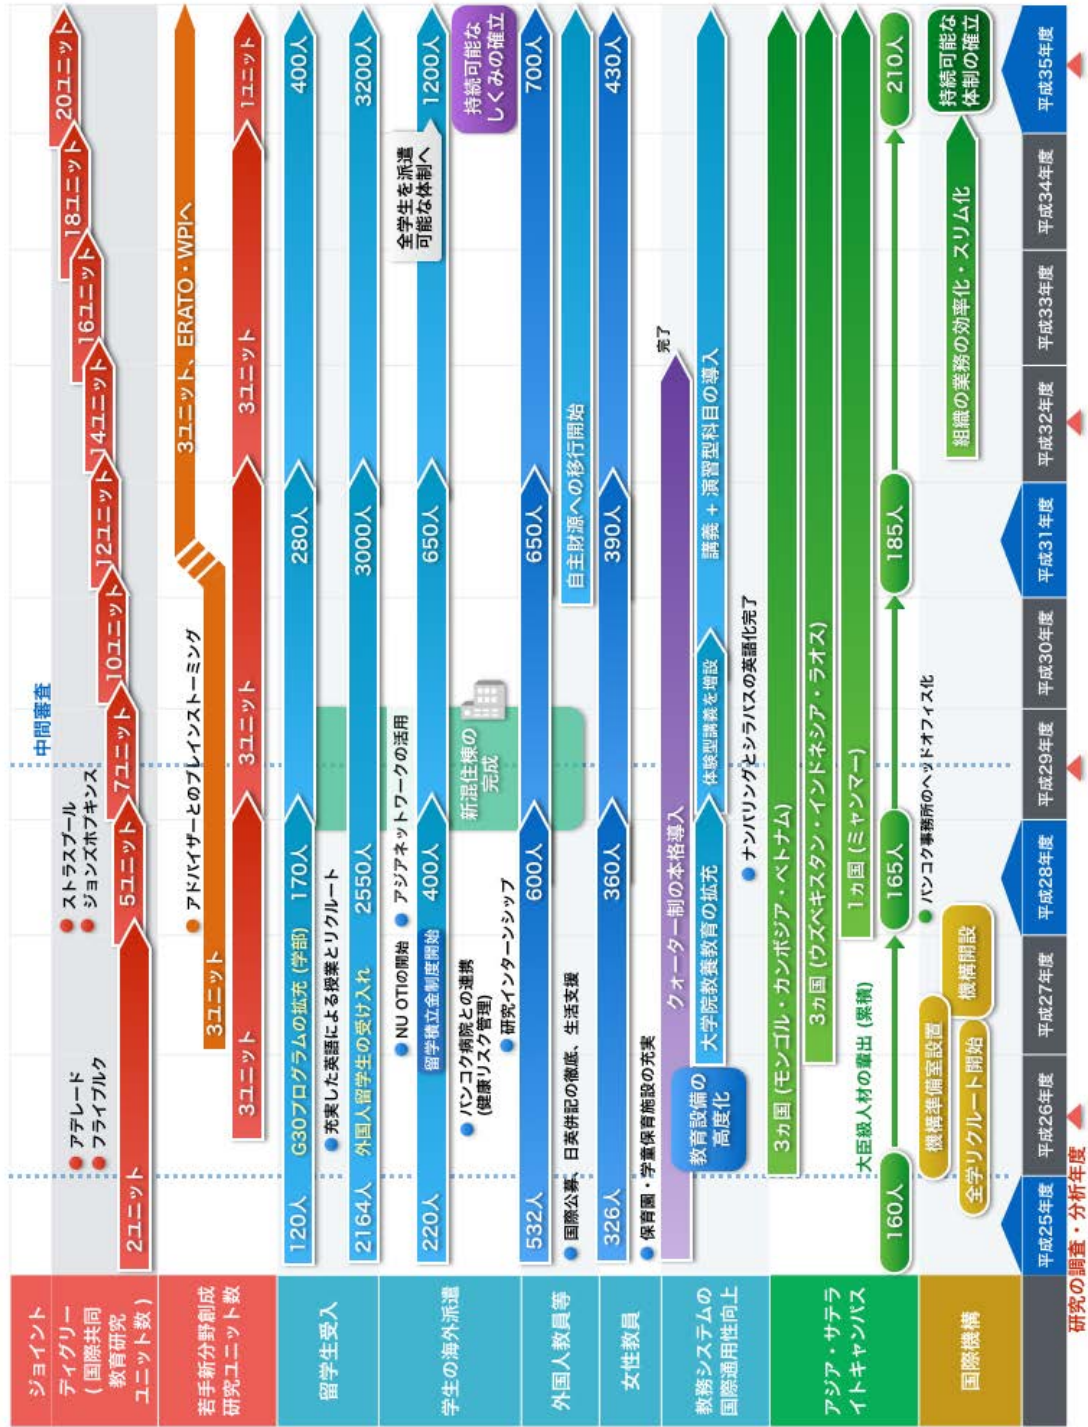 中間審査
ジョイント
ディグリー
(国際共同
教育研究
ユニット数)
2ユニット
5ユニット
7ユニット
10ユニット
12ユニット
14ユニット
16ユニット
18ユニット
20ユニット
アデレード
フライブルク
ストラスブール
ジョンズホプキンス
若手新分野創成
研究ユニット数
アドバイザーとのブレインストーミング
3ユニット
3ユニット、ERATO・WPIへ
3ユニット
3ユニット
3ユニット
1ユニット
留学生受入
120人
G30プログラムの拡充 (学部)
170人
280人
400人
充実した英語による授業とリクルート
2164人
外国人留学生の受け入れ
2550人
3000人
3200人
学生の海外派遣
NU OTIの開始
アジアネットワークの活用
220人
留学積立金制度開始
400人
650人
全学生を派遣
可能な体制へ
1200人
バンコク病院との連携
(健康リスク管理)
研究インターンシップ
新混住棟の
完成
持続可能な
しくみの確立
外国人教員等
532人
600人
650人
700人
国際公募、日英併記の徹底、生活支援
自主財源への移行開始
女性教員
326人
360人
390人
430人
保育園・学童保育施設の充実
教務システムの
国際通用性向上
クォーター制の本格導入
完了
教育設備の
高度化
大学院教養教育の拡充
体験型講義を増設
講義 + 演習型科目の導入
ナンバリングとシラバスの英語化完了
アジア・サテラ
イトキャンパス
3ヵ国 (モンゴル・カンボジア・ベトナム)
3ヵ国 (ウズベキスタン・インドネシア・ラオス)
1ヵ国 (ミャンマー)
大臣級人材の輩出 (累積)
160人
165人
185人
210人
国際機構
バンコク事務所のヘッドオフィス化
機構準備室設置
機構開設
全学リクルート開始
組織の業務の効率化・スリム化
持続可能な
体制の確立
平成25年度
平成26年度
平成27年度
平成28年度
平成29年度
平成30年度
平成31年度
平成32年度
平成33年度
平成34年度
平成35年度
研究の調査・分析年度